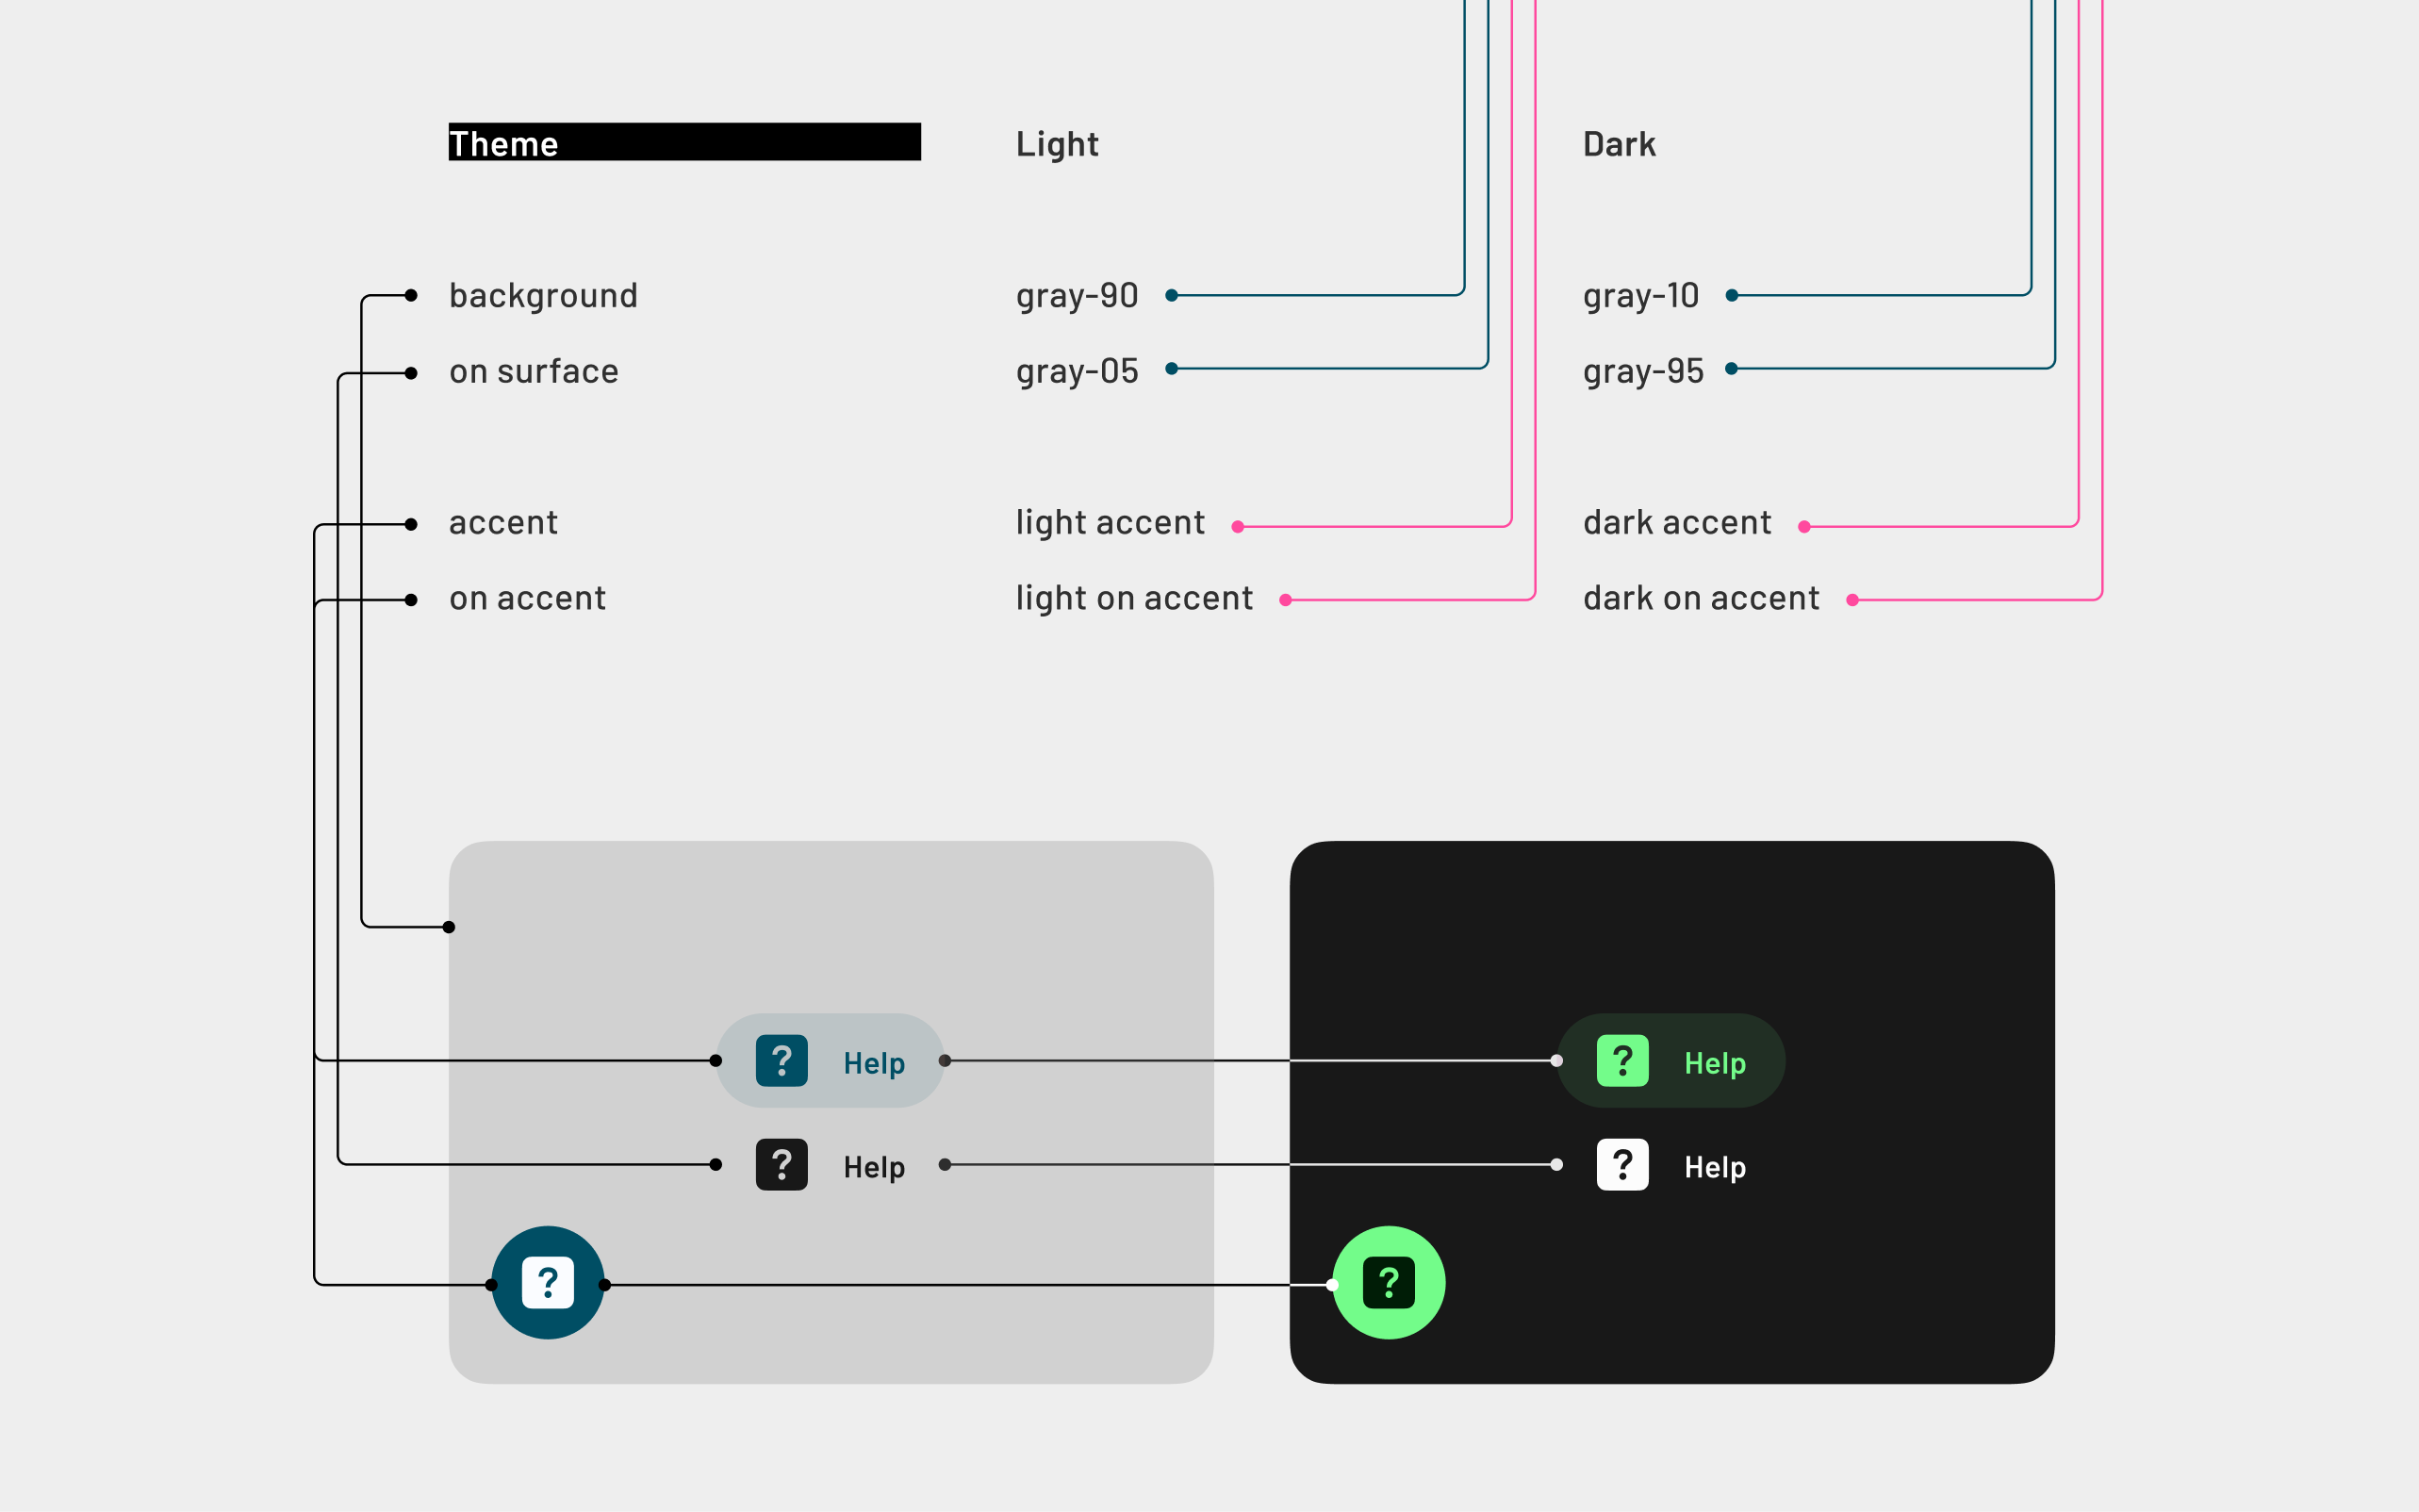 Theme Light Dark
background gray-90 gray-10
on surface gray-05 gray-95
accent light accent dark accent
on accent light on accent dark on accent
? Help ? Help
? Help ? Help
? ?